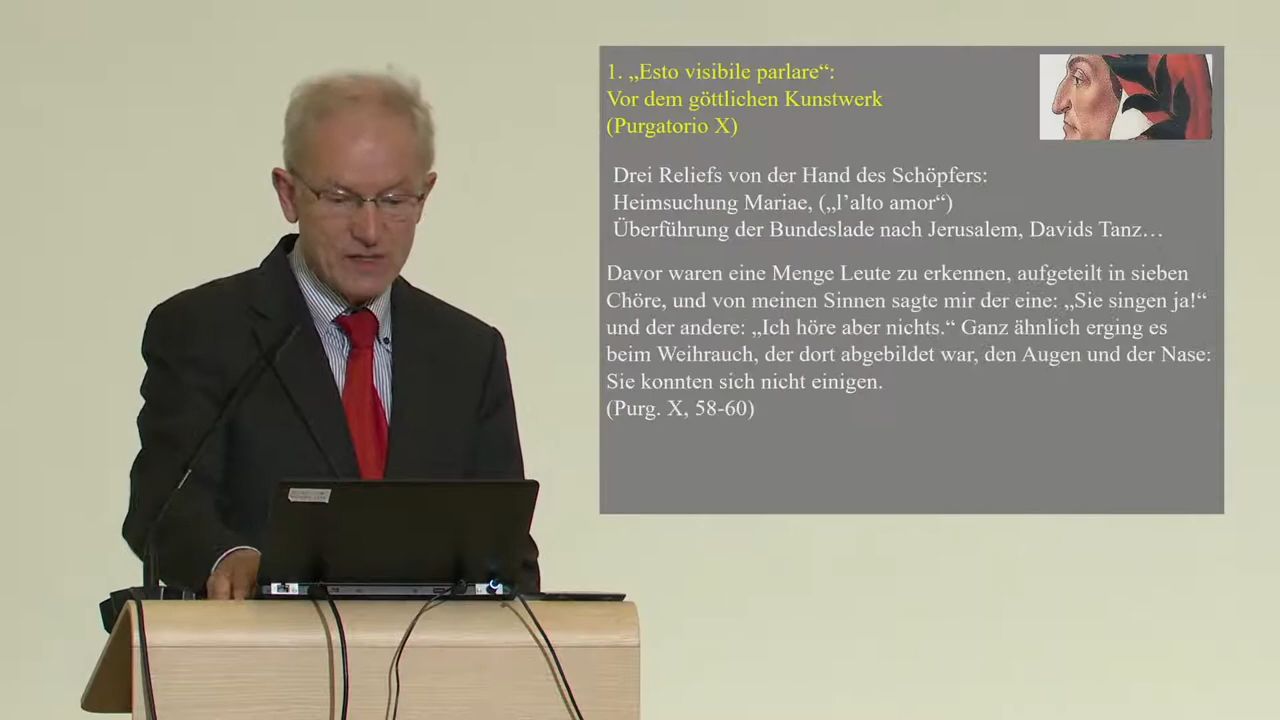 1. „Esto visibile parlare“:
Vor dem göttlichen Kunstwerk
(Purgatorio X)
Drei Reliefs von der Hand des Schöpfers:
Heimsuchung Mariae, („l’alto amor“)
Überführung der Bundeslade nach Jerusalem, Davids Tanz…
Davor waren eine Menge Leute zu erkennen, aufgeteilt in sieben
Chöre, und von meinen Sinnen sagte mir der eine: „Sie singen ja!“
und der andere: „Ich höre aber nichts.“ Ganz ähnlich erging es
beim Weihrauch, der dort abgebildet war, den Augen und der Nase:
Sie konnten sich nicht einigen.
(Purg. X, 58-60)